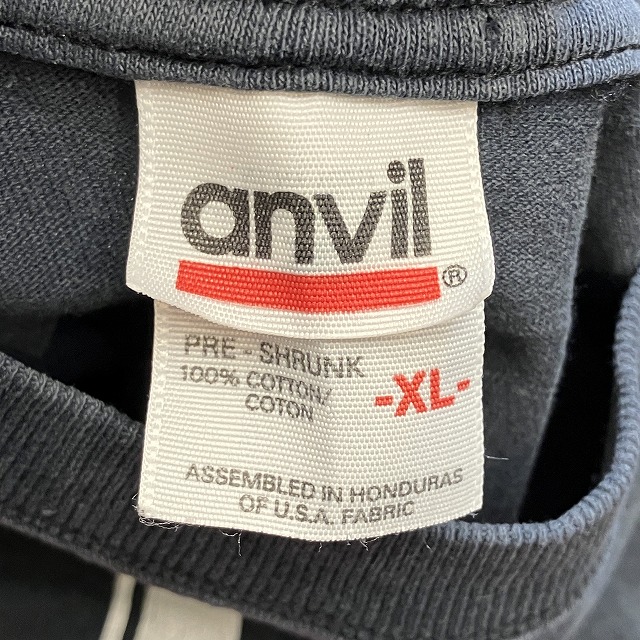 anvil®
PRE-SHRUNK
100% COTTON/
COTON
-XL-
ASSEMBLED IN HONDURAS
OF U.S.A. FABRIC